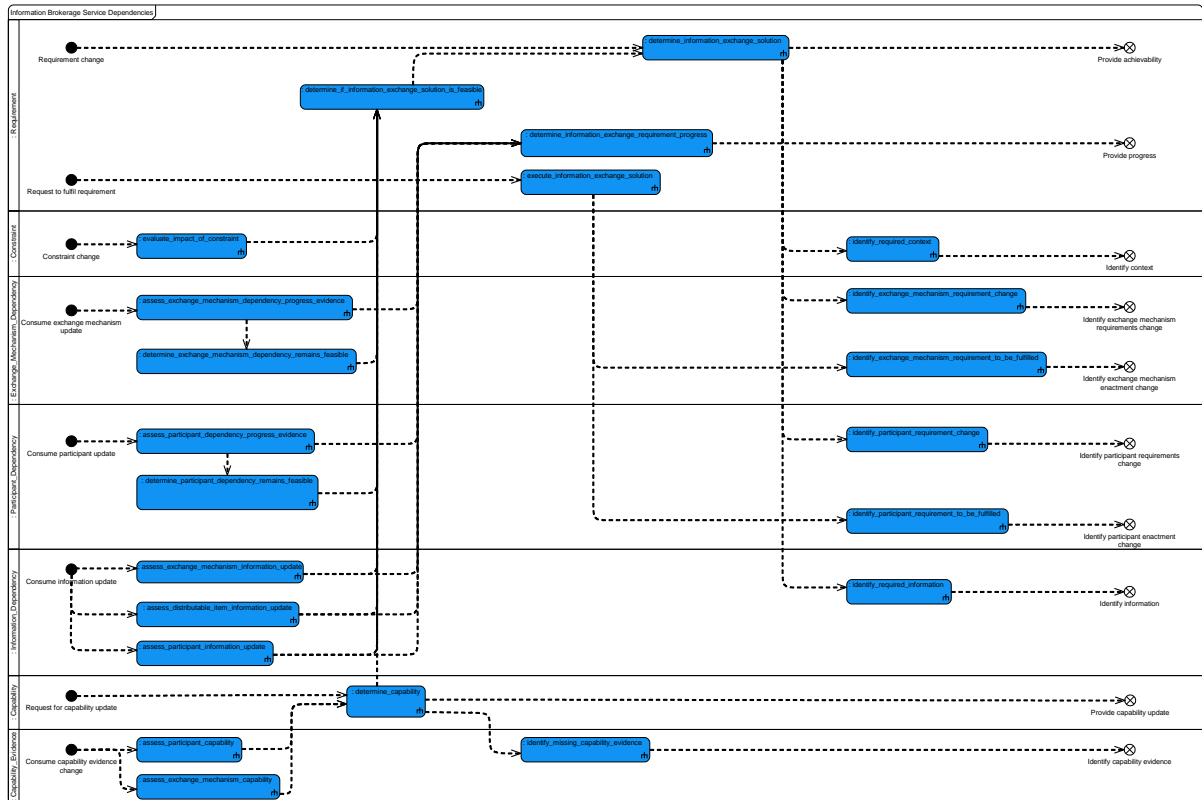 Information Brokerage Service Dependencies
: Requirement
Requirement change
: determine_information_exchange_solution
Provide achievability
: determine_if_information_exchange_solution_is_feasible
: determine_information_exchange_requirement_progress
Provide progress
Request to fulfil requirement
: execute_information_exchange_solution
: Constraint
Constraint change
: evaluate_impact_of_constraint
: identify_required_context
Identify context
: Exchange_Mechanism_Dependency
Consume exchange mechanism
update
: assess_exchange_mechanism_dependency_progress_evidence
: identify_exchange_mechanism_requirement_change
Identify exchange mechanism
requirements change
: determine_exchange_mechanism_dependency_remains_feasible
: identify_exchange_mechanism_requirement_to_be_fulfilled
Identify exchange mechanism
enactment change
: Participant_Dependency
Consume participant update
: assess_participant_dependency_progress_evidence
: identify_participant_requirement_change
Identify participant requirements
change
: determine_participant_dependency_remains_feasible
: identify_participant_requirement_to_be_fulfilled
Identify participant enactment
change
: Information_Dependency
Consume information update
: assess_exchange_mechanism_information_update
: assess_distributable_item_information_update
: identify_required_information
Identify information
: assess_participant_information_update
: Capability
Request for capability update
: determine_capability
Provide capability update
: Capability_Evidence
Consume capability evidence
change
: assess_participant_capability
: identify_missing_capability_evidence
Identify capability evidence
: assess_exchange_mechanism_capability